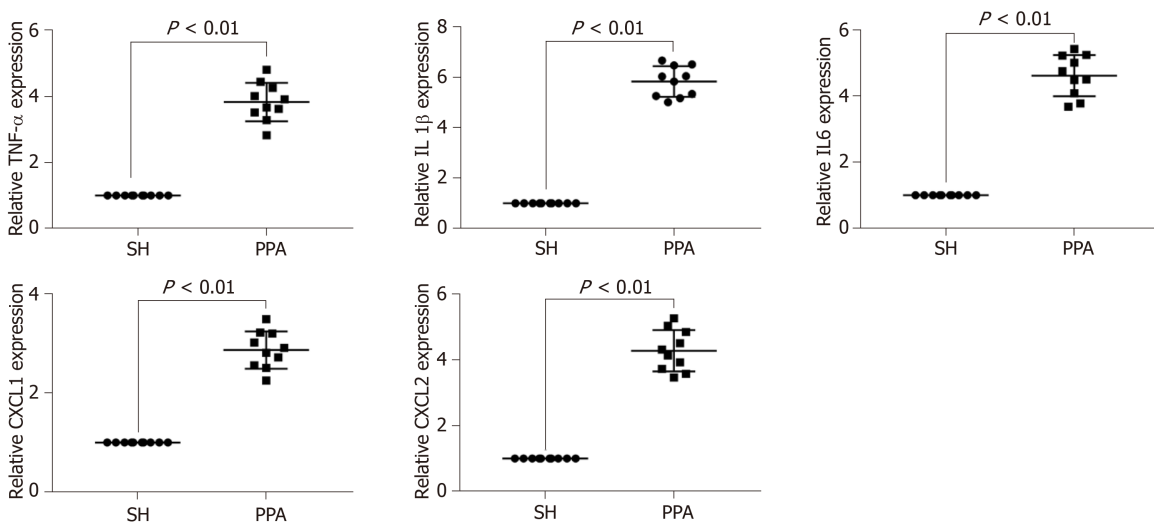 Relative TNF-α expression
6
4
2
0
P < 0.01
SH PPA
Relative IL 1β expression
8
6
4
2
0
P < 0.01
SH PPA
Relative IL6 expression
6
4
2
0
P < 0.01
SH PPA
Relative CXCL1 expression
4
2
0
P < 0.01
SH PPA
Relative CXCL2 expression
6
4
2
0
P < 0.01
SH PPA